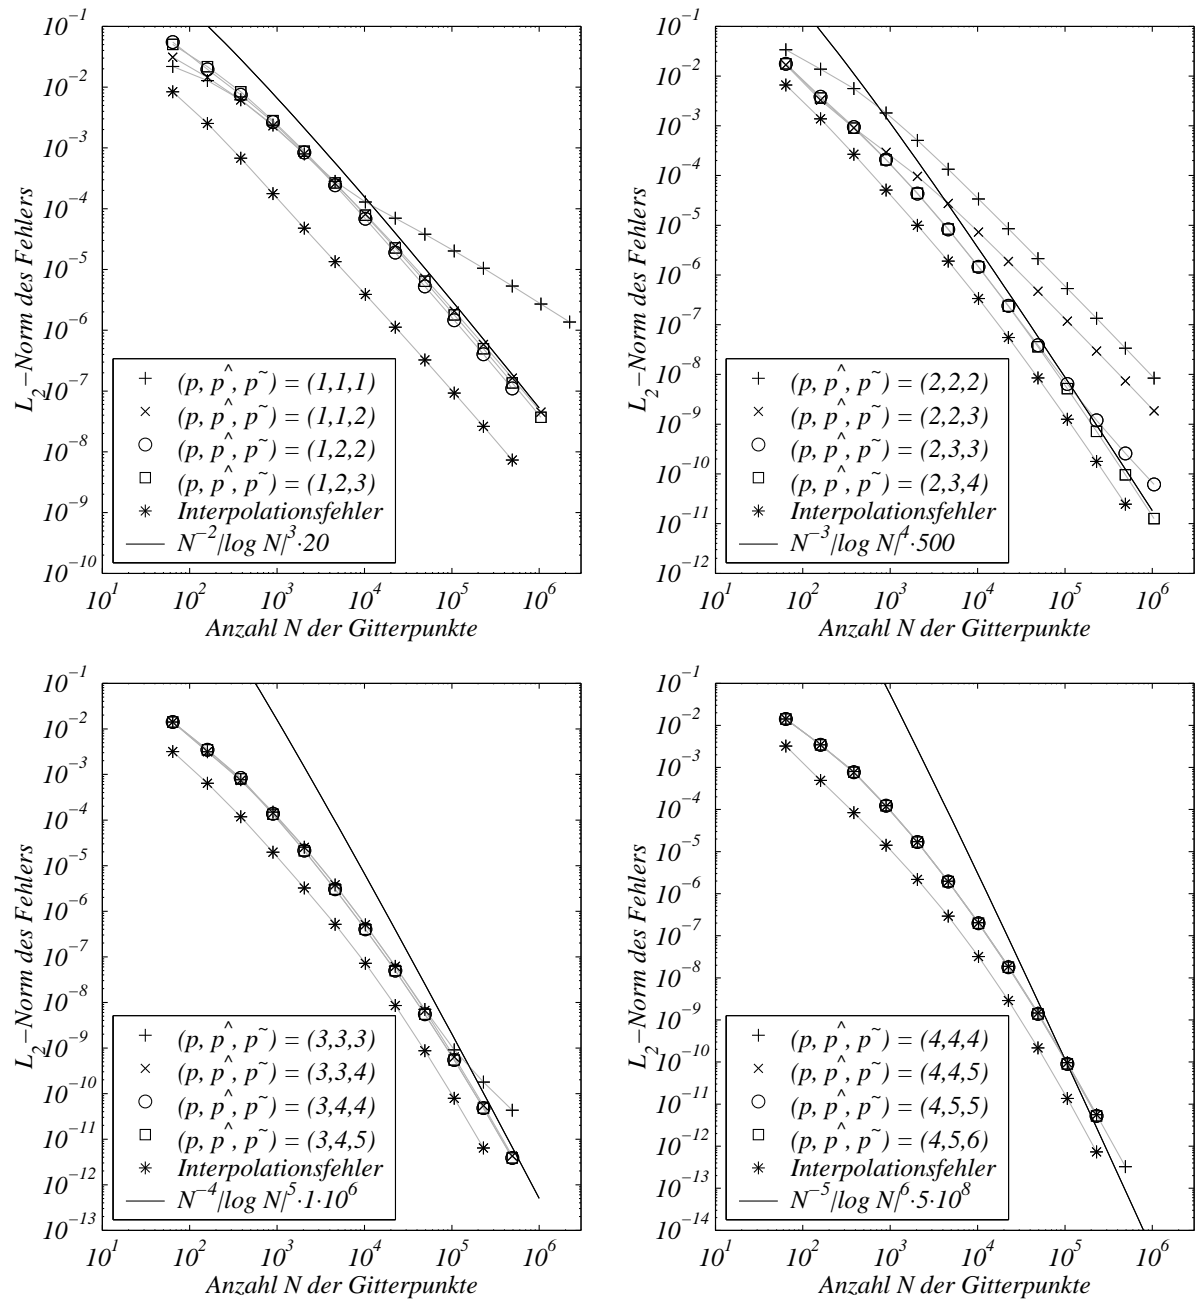 10^-1
10^-2
10^-3
10^-4
10^-5
10^-6
10^-7
10^-8
10^-9
10^-10
L_2-Norm des Fehlers
(p, p^, p~) = (1,1,1)
(p, p^, p~) = (1,1,2)
(p, p^, p~) = (1,2,2)
(p, p^, p~) = (1,2,3)
Interpolationsfehler
N^-2|log N|^3·20
10^1 10^2 10^3 10^4 10^5 10^6
Anzahl N der Gitterpunkte
10^-1
10^-2
10^-3
10^-4
10^-5
10^-6
10^-7
10^-8
10^-9
10^-10
10^-11
10^-12
L_2-Norm des Fehlers
(p, p^, p~) = (2,2,2)
(p, p^, p~) = (2,2,3)
(p, p^, p~) = (2,3,3)
(p, p^, p~) = (2,3,4)
Interpolationsfehler
N^-3|log N|^4·500
10^1 10^2 10^3 10^4 10^5 10^6
Anzahl N der Gitterpunkte
10^-1
10^-2
10^-3
10^-4
10^-5
10^-6
10^-7
10^-8
10^-9
10^-10
10^-11
10^-12
10^-13
L_2-Norm des Fehlers
(p, p^, p~) = (3,3,3)
(p, p^, p~) = (3,3,4)
(p, p^, p~) = (3,4,4)
(p, p^, p~) = (3,4,5)
Interpolationsfehler
N^-4|log N|^5·1·10^6
10^1 10^2 10^3 10^4 10^5 10^6
Anzahl N der Gitterpunkte
10^-1
10^-2
10^-3
10^-4
10^-5
10^-6
10^-7
10^-8
10^-9
10^-10
10^-11
10^-12
10^-13
10^-14
L_2-Norm des Fehlers
(p, p^, p~) = (4,4,4)
(p, p^, p~) = (4,4,5)
(p, p^, p~) = (4,5,5)
(p, p^, p~) = (4,5,6)
Interpolationsfehler
N^-5|log N|^6·5·10^8
10^1 10^2 10^3 10^4 10^5 10^6
Anzahl N der Gitterpunkte